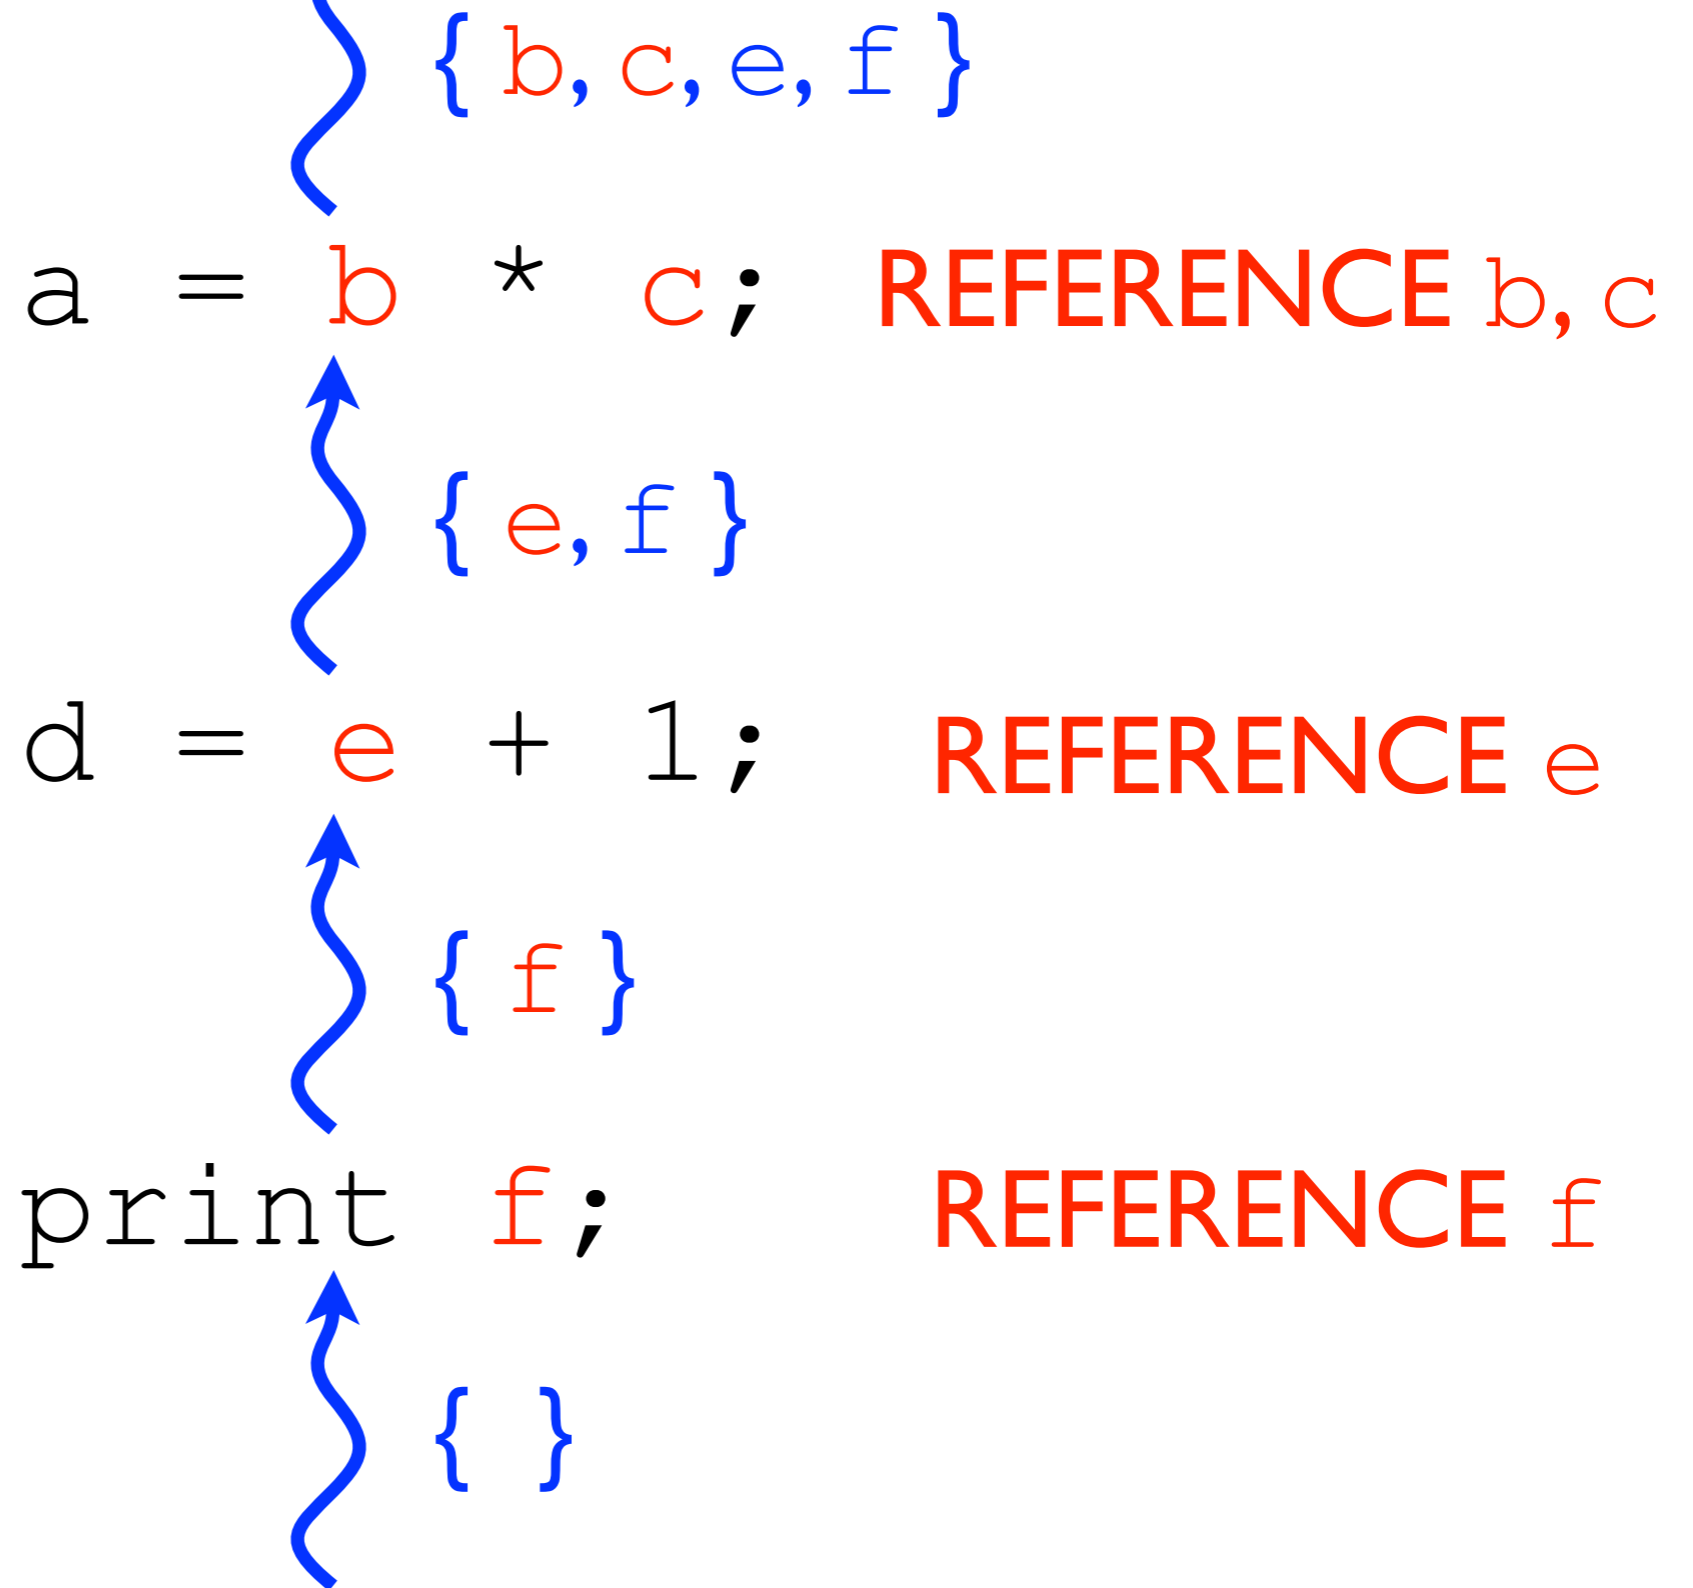 { b, c, e, f }
a = b * c; REFERENCE b, c
{ e, f }
d = e + 1; REFERENCE e
{ f }
print f; REFERENCE f
{ }